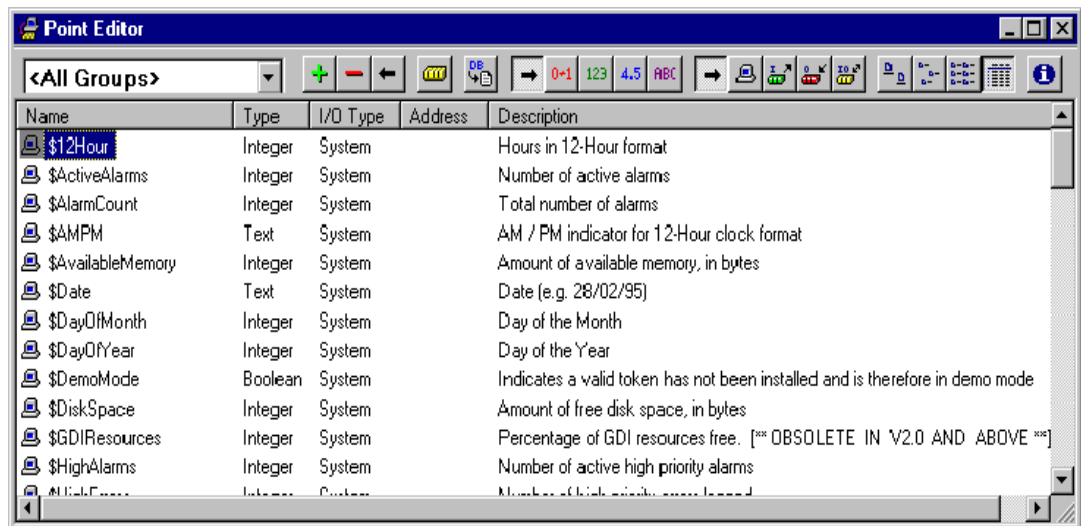 Point Editor
<All Groups>
DB
0→1 123 4.5 ABC
Name Type I/O Type Address Description
$12Hour Integer System Hours in 12-Hour format
$ActiveAlarms Integer System Number of active alarms
$AlarmCount Integer System Total number of alarms
$AMPM Text System AM / PM indicator for 12-Hour clock format
$AvailableMemory Integer System Amount of available memory, in bytes
$Date Text System Date (e.g. 28/02/95)
$DayOfMonth Integer System Day of the Month
$DayOfYear Integer System Day of the Year
$DemoMode Boolean System Indicates a valid token has not been installed and is therefore in demo mode
$DiskSpace Integer System Amount of free disk space, in bytes
$GDIResources Integer System Percentage of GDI resources free. [** OBSOLETE IN V2.0 AND ABOVE **]
$HighAlarms Integer System Number of active high priority alarms